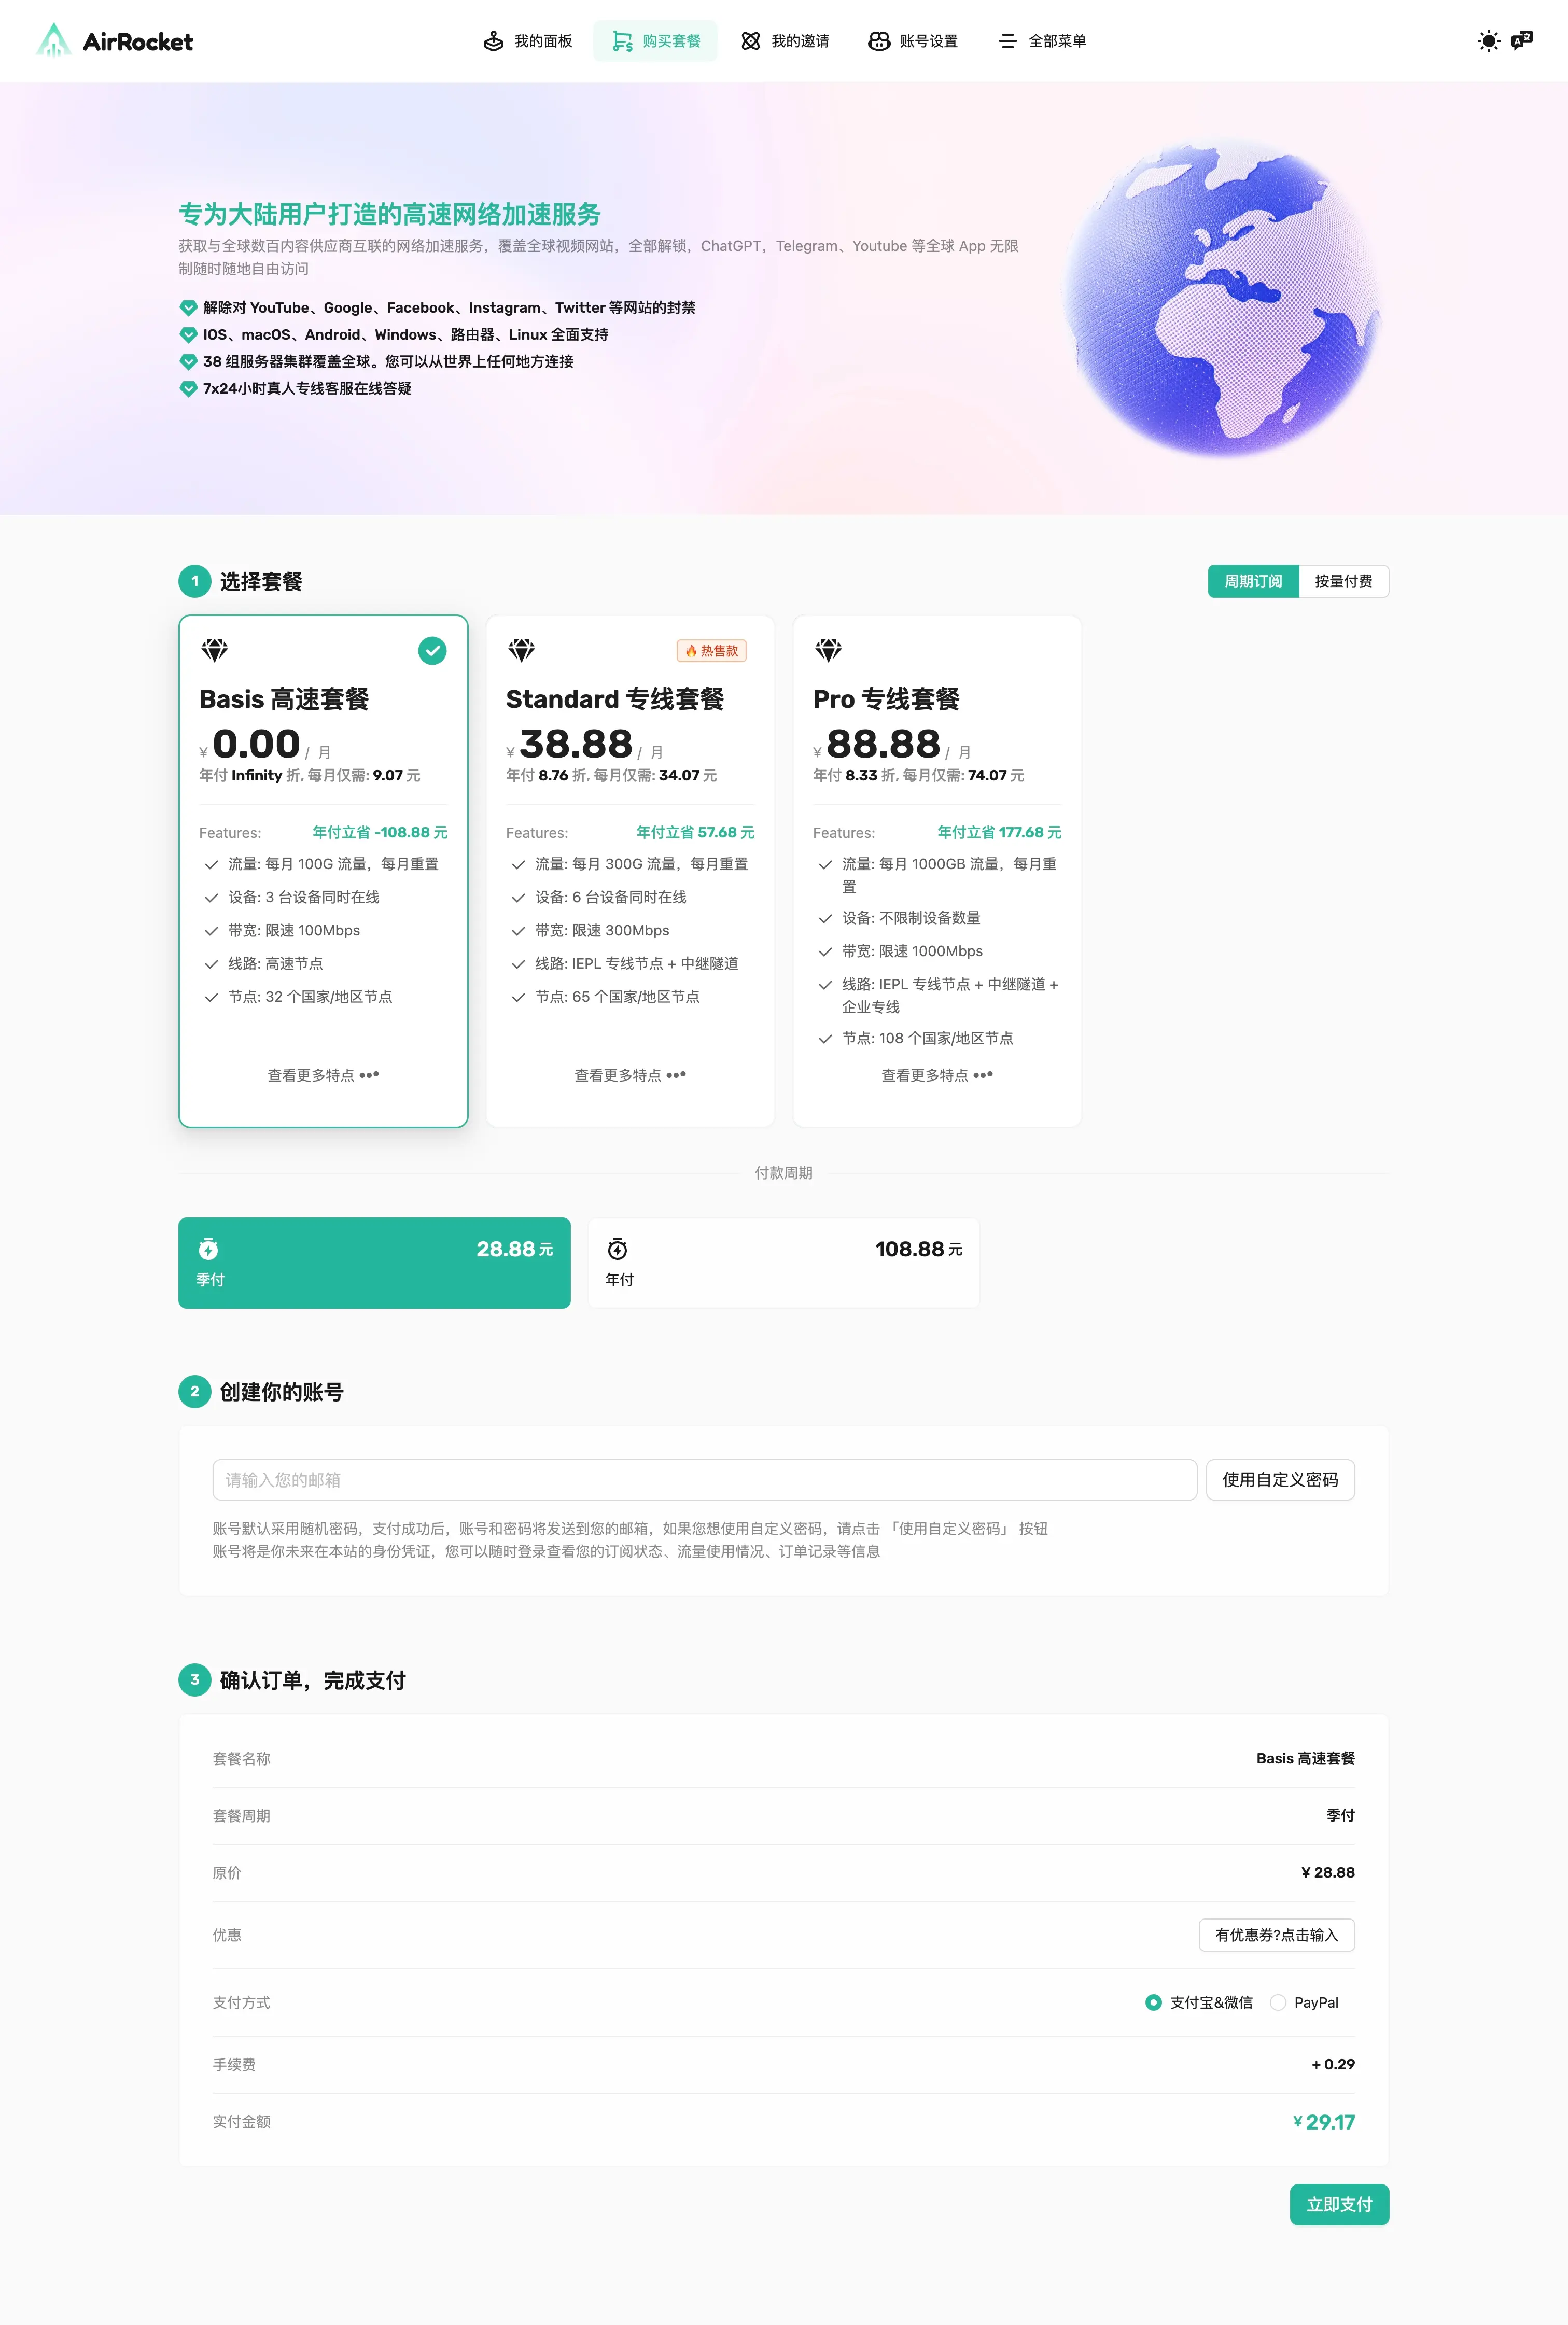 AirRocket
我的面板
购买套餐
我的邀请
账号设置
全部菜单
专为大陆用户打造的高速网络加速服务
获取与全球数百内容供应商互联的网络加速服务，覆盖全球视频网站，全部解锁，ChatGPT，Telegram、Youtube 等全球 App 无限
制随时随地自由访问
解除对 YouTube、Google、Facebook、Instagram、Twitter 等网站的封禁
IOS、macOS、Android、Windows、路由器、Linux 全面支持
38 组服务器集群覆盖全球。您可以从世界上任何地方连接
7x24小时真人专线客服在线答疑
1 选择套餐
周期订阅
按量付费
Basis 高速套餐
¥ 0.00 / 月
年付 Infinity 折, 每月仅需: 9.07 元
Features: 年付立省 -108.88 元
流量: 每月 100G 流量，每月重置
设备: 3 台设备同时在线
带宽: 限速 100Mbps
线路: 高速节点
节点: 32 个国家/地区节点
查看更多特点
热售款
Standard 专线套餐
¥ 38.88 / 月
年付 8.76 折, 每月仅需: 34.07 元
Features: 年付立省 57.68 元
流量: 每月 300G 流量，每月重置
设备: 6 台设备同时在线
带宽: 限速 300Mbps
线路: IEPL 专线节点 + 中继隧道
节点: 65 个国家/地区节点
查看更多特点
Pro 专线套餐
¥ 88.88 / 月
年付 8.33 折, 每月仅需: 74.07 元
Features: 年付立省 177.68 元
流量: 每月 1000GB 流量，每月重
置
设备: 不限制设备数量
带宽: 限速 1000Mbps
线路: IEPL 专线节点 + 中继隧道 +
企业专线
节点: 108 个国家/地区节点
查看更多特点
付款周期
28.88 元
季付
108.88 元
年付
2 创建你的账号
请输入您的邮箱
使用自定义密码
账号默认采用随机密码，支付成功后，账号和密码将发送到您的邮箱，如果您想使用自定义密码，请点击 「使用自定义密码」 按钮
账号将是你未来在本站的身份凭证，您可以随时登录查看您的订阅状态、流量使用情况、订单记录等信息
3 确认订单，完成支付
套餐名称 Basis 高速套餐
套餐周期 季付
原价 ¥ 28.88
优惠 有优惠券?点击输入
支付方式 支付宝&微信 PayPal
手续费 + 0.29
实付金额 ¥ 29.17
立即支付